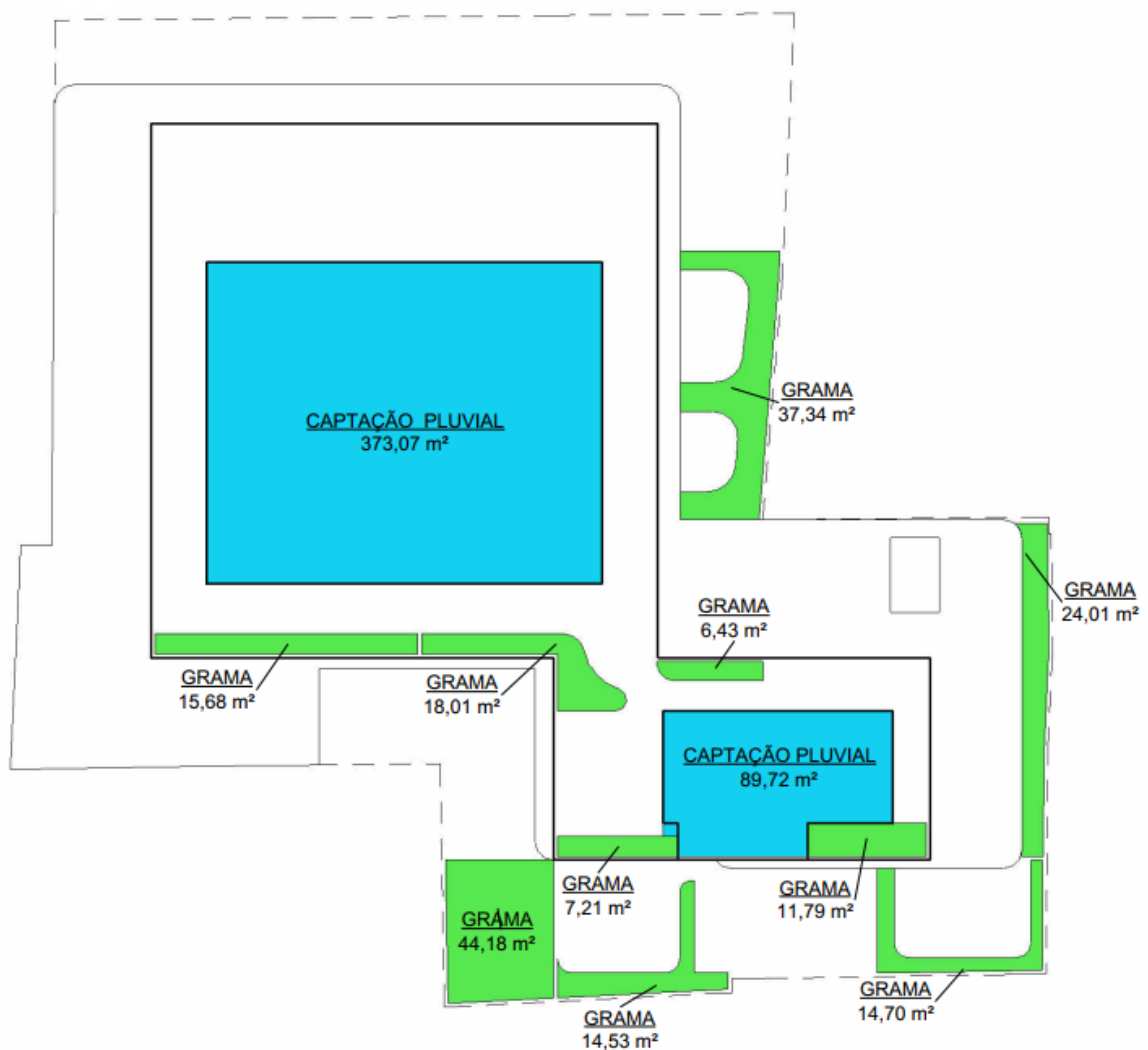 GRAMA
37,34 m²
CAPTAÇÃO PLUVIAL
373,07 m²
GRAMA
24,01 m²
GRAMA
6,43 m²
GRAMA
15,68 m²
GRAMA
18,01 m²
CAPTAÇÃO PLUVIAL
89,72 m²
GRAMA
7,21 m²
GRAMA
11,79 m²
GRAMA
44,18 m²
GRAMA
14,70 m²
GRAMA
14,53 m²